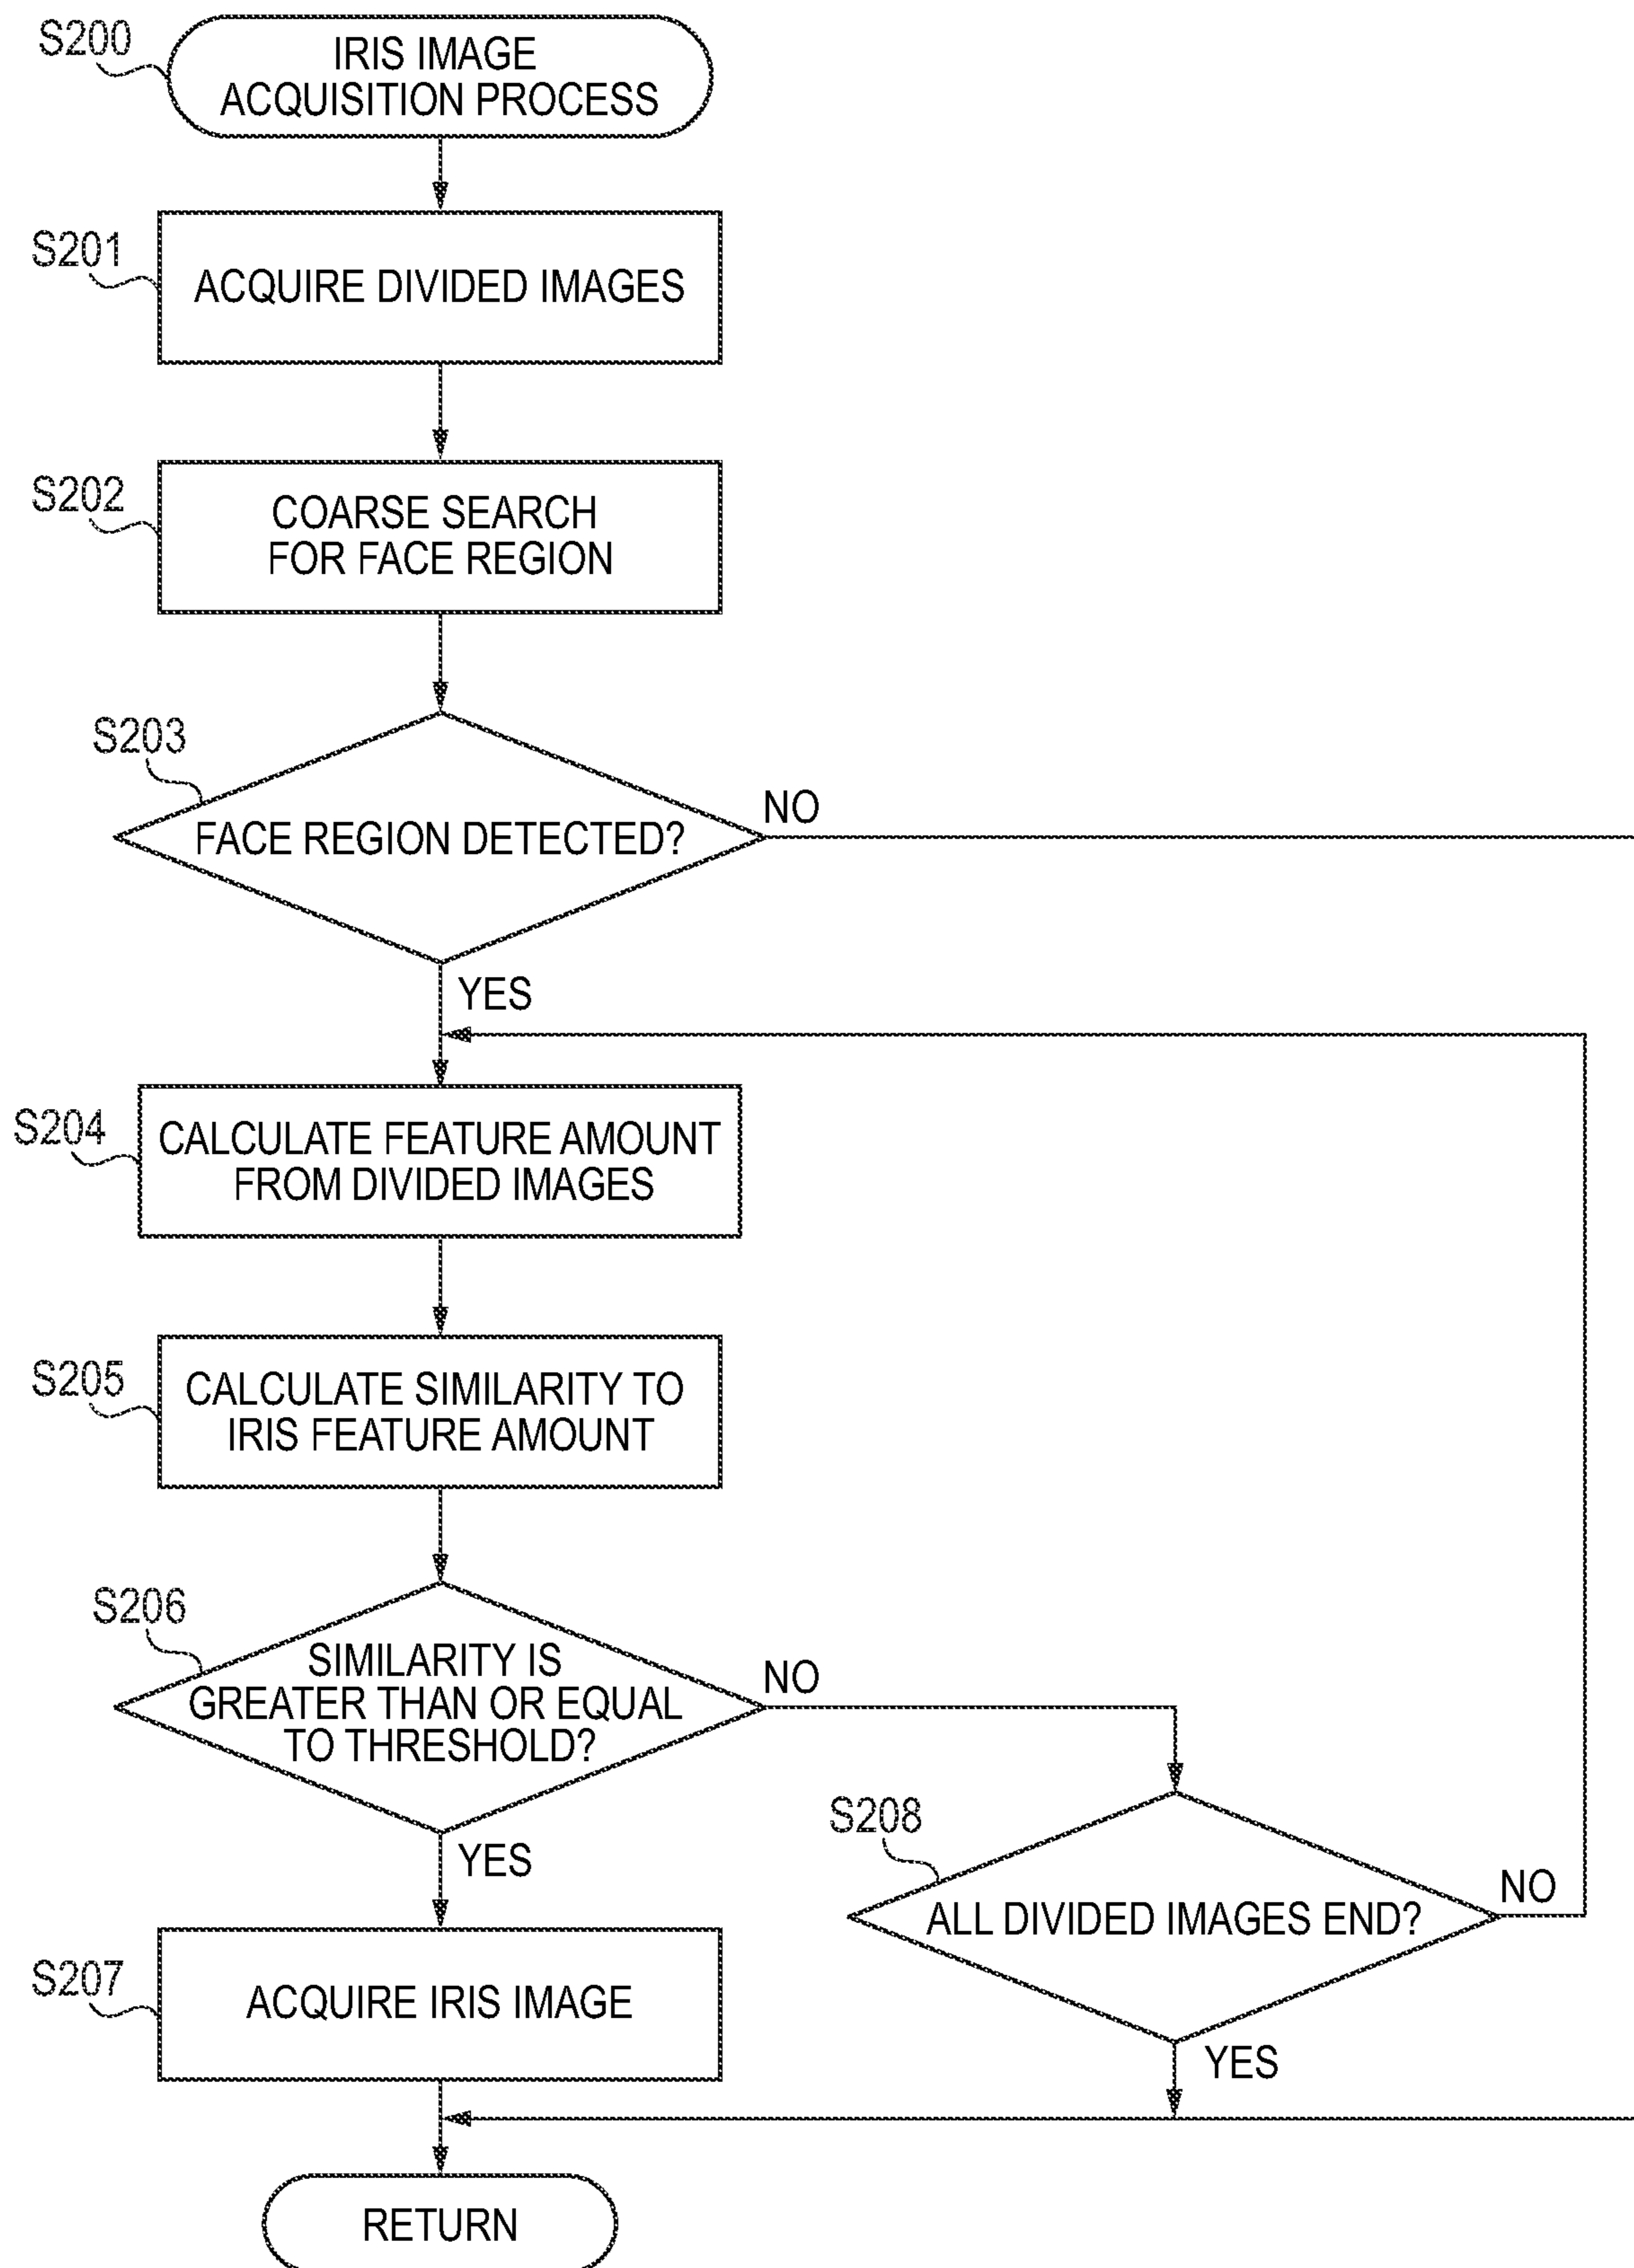 S200
IRIS IMAGE
ACQUISITION PROCESS
S201
ACQUIRE DIVIDED IMAGES
S202
COARSE SEARCH
FOR FACE REGION
S203
FACE REGION DETECTED?
NO
YES
S204
CALCULATE FEATURE AMOUNT
FROM DIVIDED IMAGES
S205
CALCULATE SIMILARITY TO
IRIS FEATURE AMOUNT
S206
SIMILARITY IS
GREATER THAN OR EQUAL
TO THRESHOLD?
NO
YES
S208
ALL DIVIDED IMAGES END?
NO
YES
S207
ACQUIRE IRIS IMAGE
RETURN